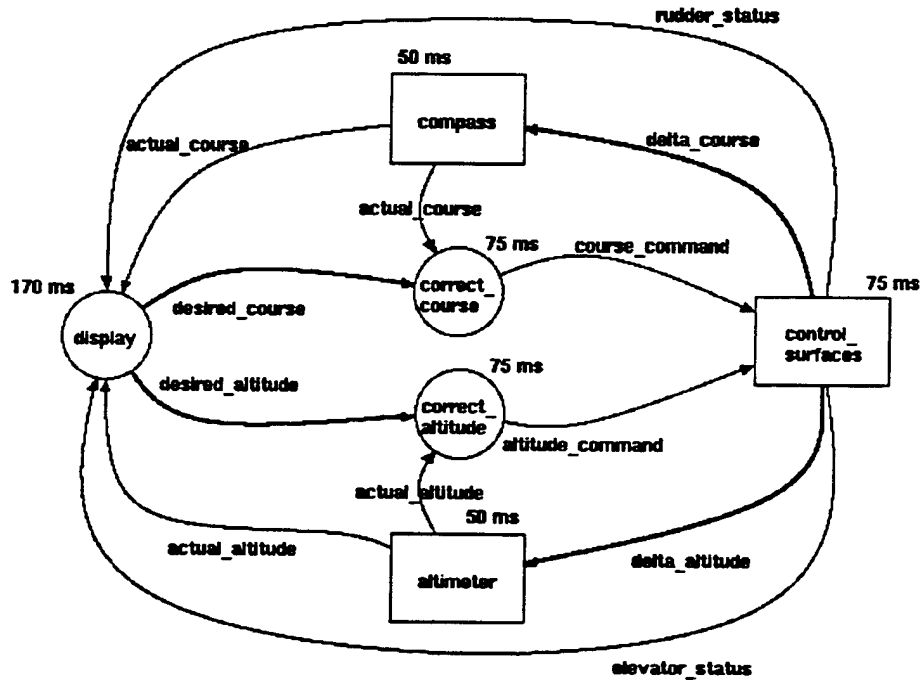 rudder_status
50 ms
compass
actual_course
delta_course
actual_course
75 ms
course_command
170 ms
correct_
course
75 ms
desired_course
display
control_
surfaces
75 ms
desired_altitude
correct_
altitude
altitude_command
actual_altitude
50 ms
actual_altitude
delta_altitude
altimeter
elevator_status